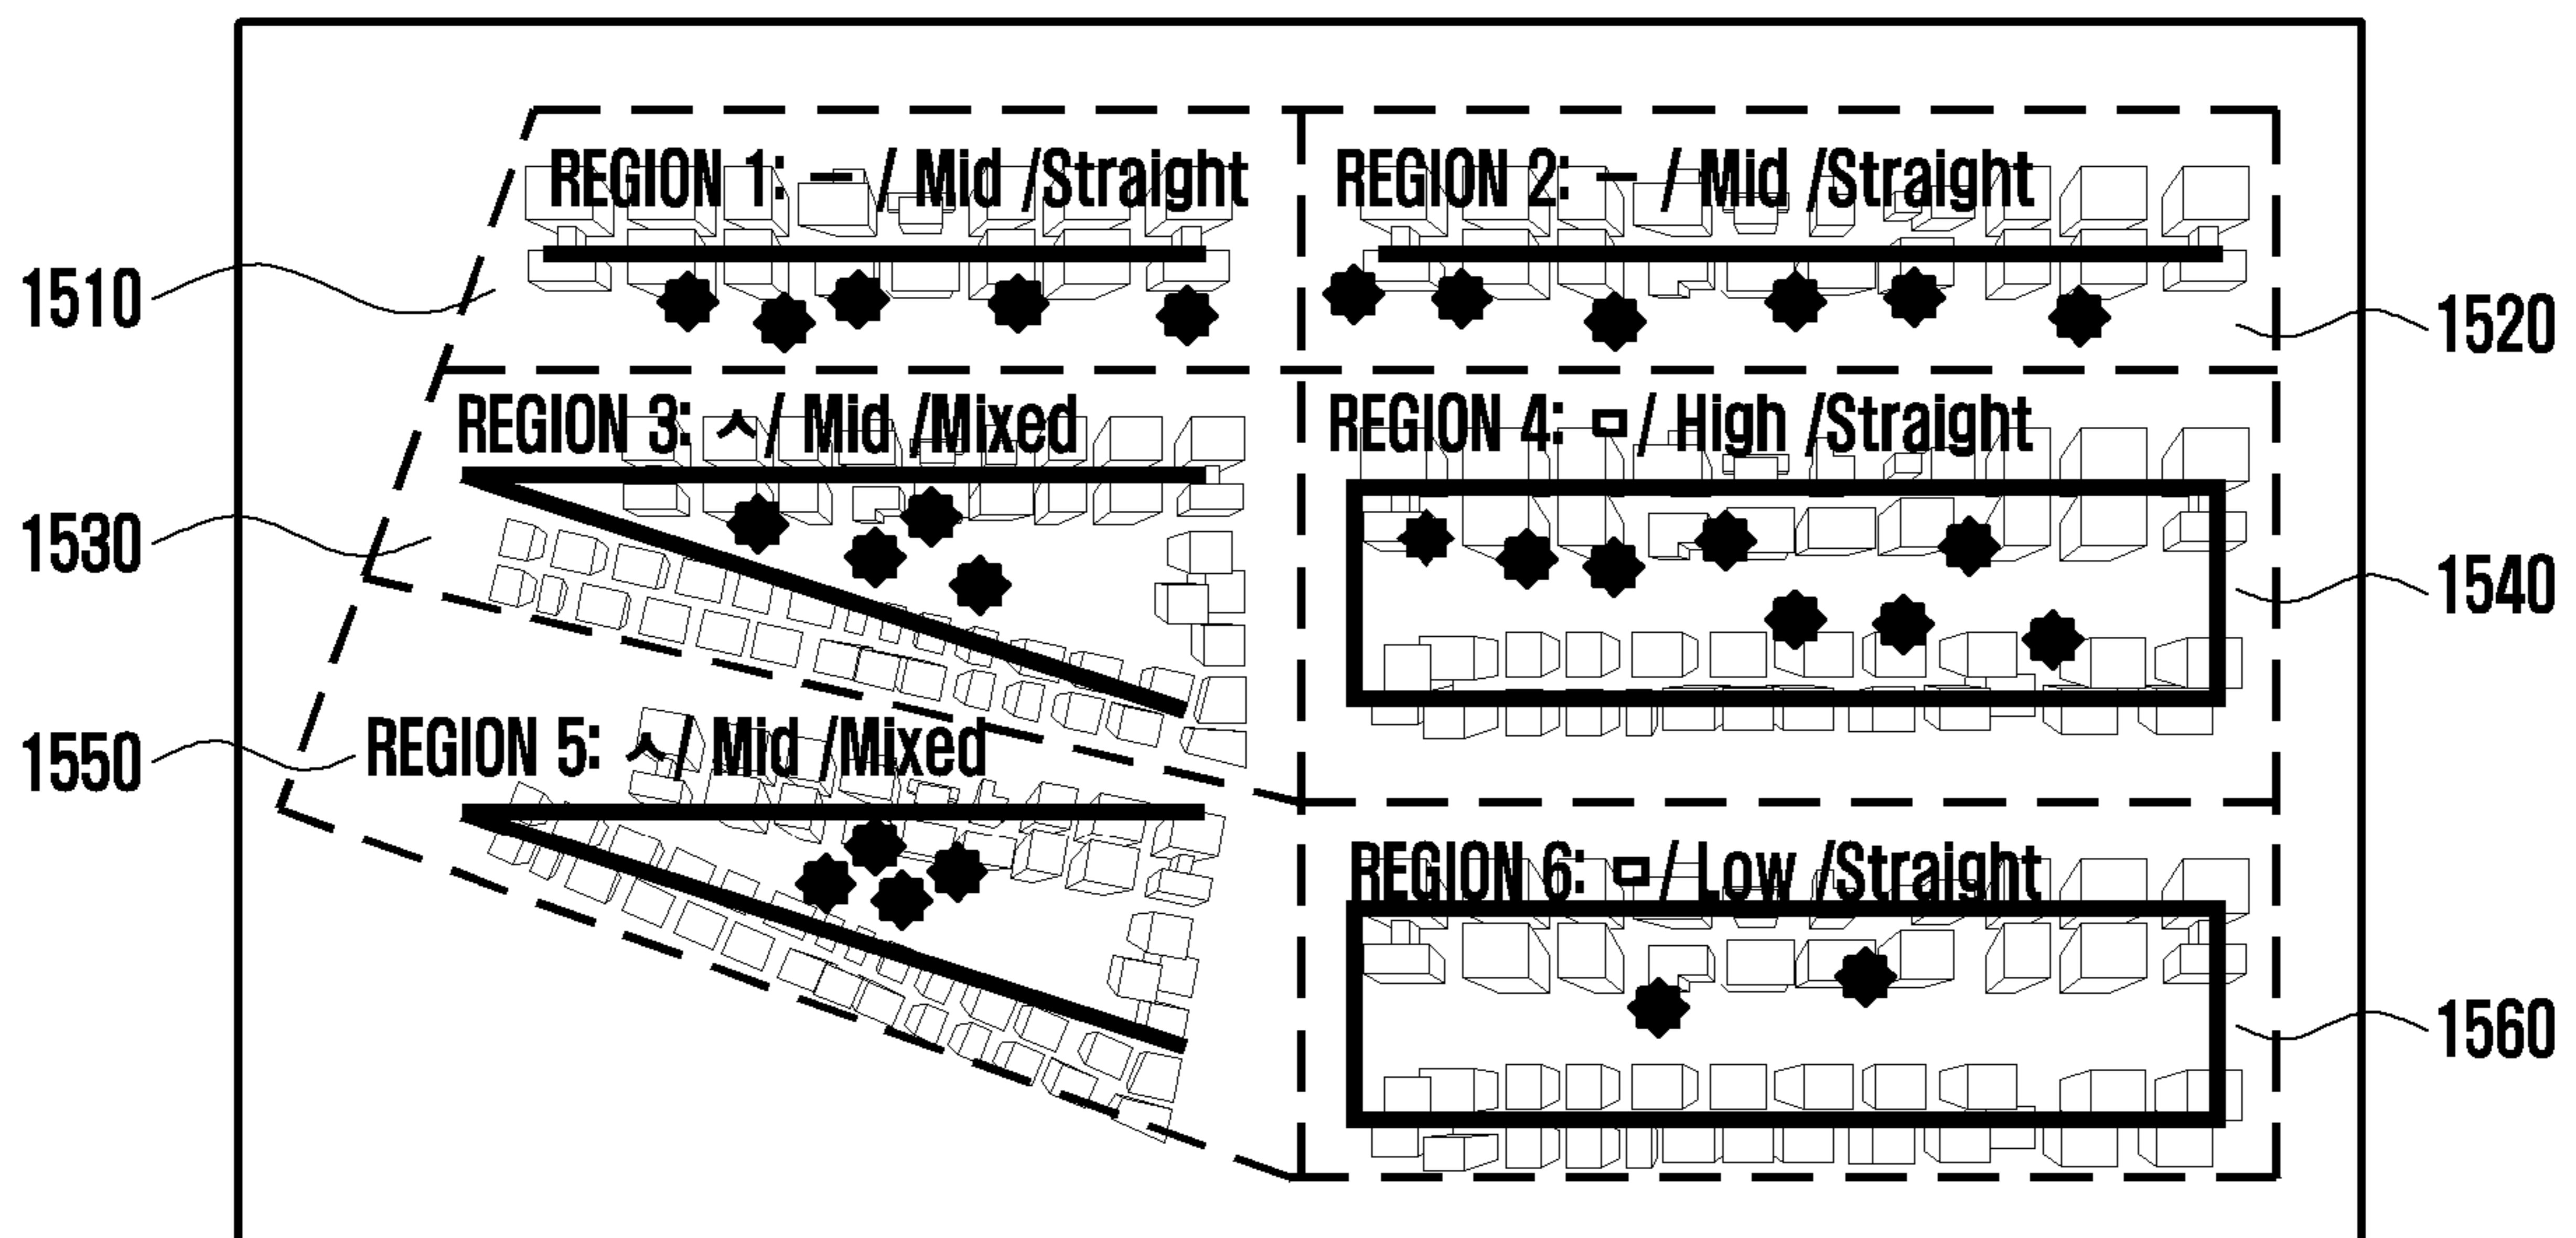 REGION 1: ㅡ / Mid /Straight
REGION 2: ㅡ / Mid /Straight
1510
1520
REGION 3: ㅅ/ Mid /Mixed
REGION 4: ㅁ/ High /Straight
1530
1540
REGION 5: ㅅ/ Mid /Mixed
1550
REGION 6: ㅁ/ Low /Straight
1560